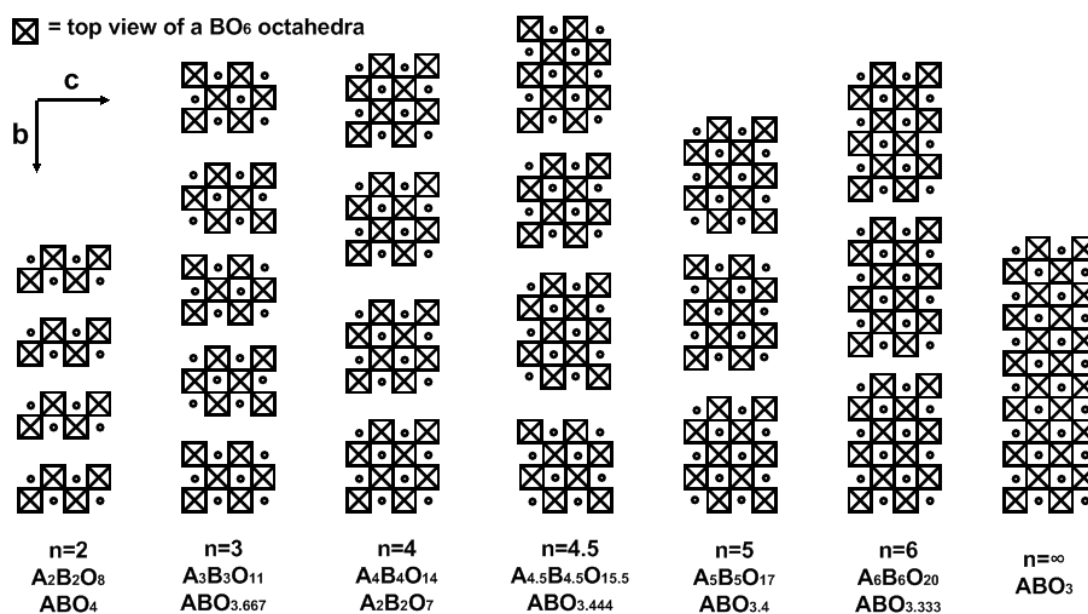 = top view of a BO6 octahedra
c
b
n=2
A2B2O8
ABO4
n=3
A3B3O11
ABO3.667
n=4
A4B4O14
A2B2O7
n=4.5
A4.5B4.5O15.5
ABO3.444
n=5
A5B5O17
ABO3.4
n=6
A6B6O20
ABO3.333
n=∞
ABO3